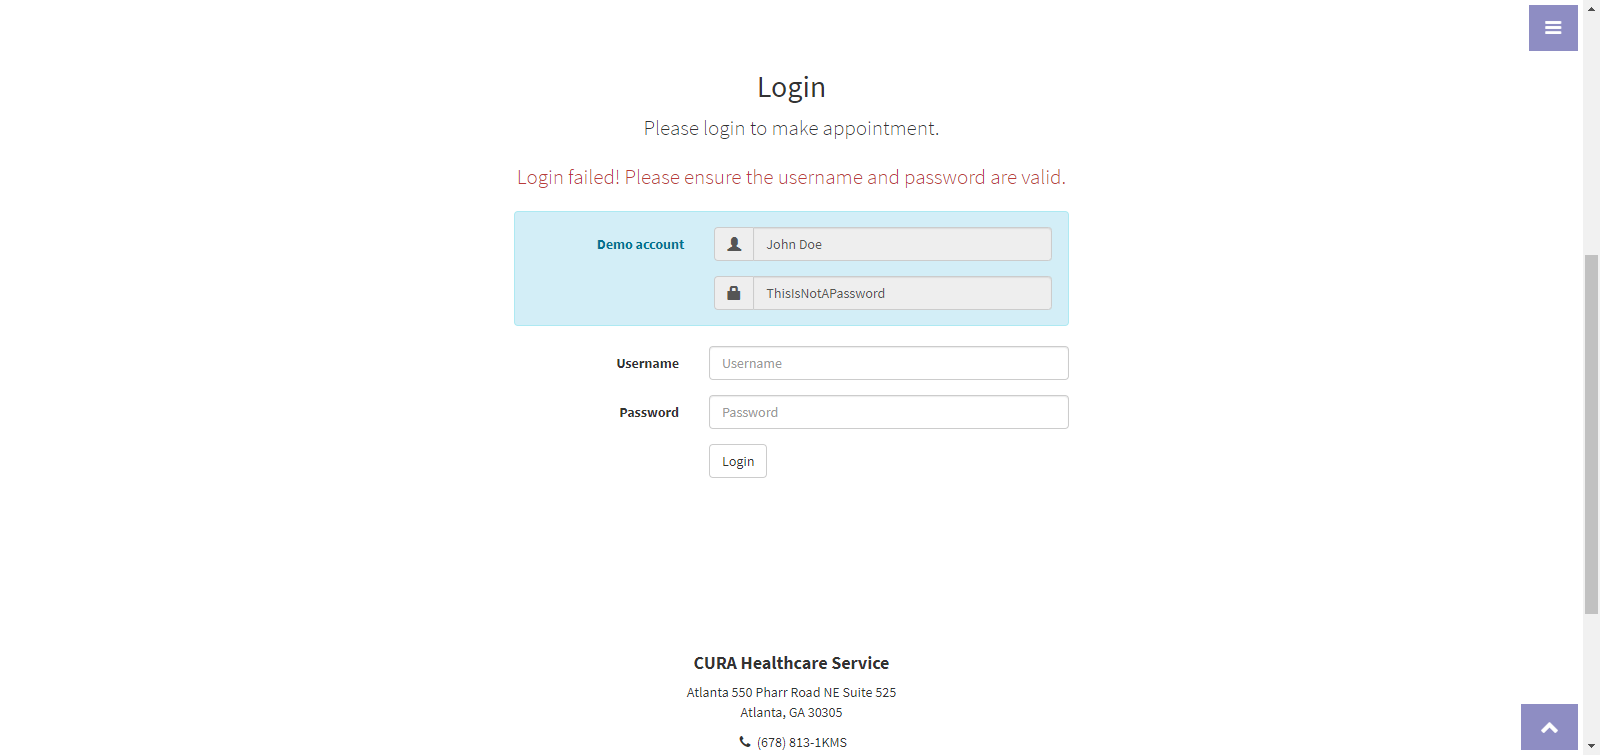 Login
Please login to make appointment.
Login failed! Please ensure the username and password are valid.
Demo account
John Doe
ThisIsNotAPassword
Username
Username
Password
Password
Login
CURA Healthcare Service
Atlanta 550 Pharr Road NE Suite 525
Atlanta, GA 30305
(678) 813-1KMS